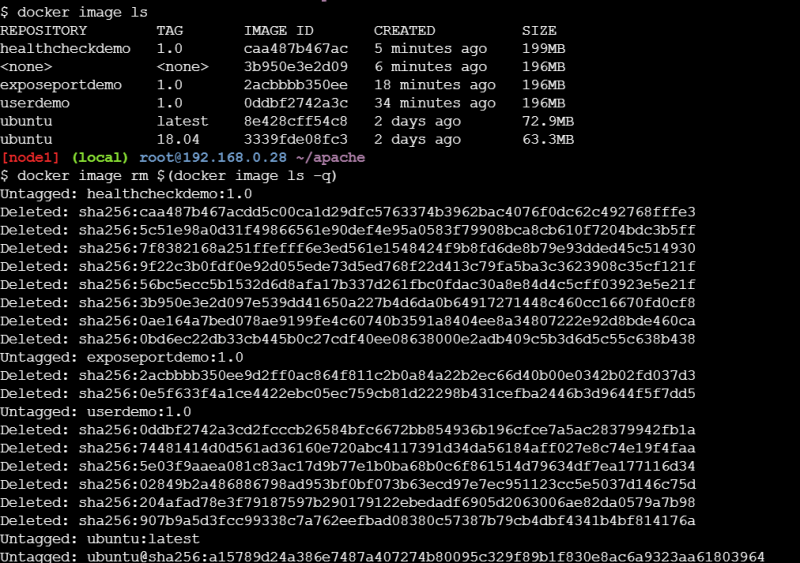 $ docker image ls
REPOSITORY TAG IMAGE ID CREATED SIZE
healthcheckdemo 1.0 caa487b467ac 5 minutes ago 199MB
<none> <none> 3b950e3e2d09 6 minutes ago 196MB
exposeportdemo 1.0 2acbbbb350ee 18 minutes ago 196MB
userdemo 1.0 0ddbf2742a3c 34 minutes ago 196MB
ubuntu latest 8e428cff54c8 2 days ago 72.9MB
ubuntu 18.04 3339fde08fc3 2 days ago 63.3MB
[node1] (local) root@192.168.0.28 ~/apache
$ docker image rm $(docker image ls -q)
Untagged: healthcheckdemo:1.0
Deleted: sha256:caa487b467acdd5c00ca1d29dfc5763374b3962bac4076f0dc62c492768fffe3
Deleted: sha256:5c51e98a0d31f49866561e90def4e95a0583f79908bca8cb610f7204bdc3b5ff
Deleted: sha256:7f8382168a251ffefff6e3ed561e1548424f9b8fd6de8b79e93dded45c514930
Deleted: sha256:9f22c3b0fdf0e92d055ede73d5ed768f22d413c79fa5ba3c3623908c35cf121f
Deleted: sha256:56bc5ecc5b1532d6d8afa17b337d261fbc0fdac30a8e84d4c5cff03923e5e21f
Deleted: sha256:3b950e3e2d097e539dd41650a227b4d6da0b64917271448c460cc16670fd0cf8
Deleted: sha256:0ae164a7bed078ae9199fe4c60740b3591a8404ee8a34807222e92d8bde460ca
Deleted: sha256:0bd6ec22db33cb445b0c27cdf40ee08638000e2adb409c5b3d6d5c55c638b438
Untagged: exposeportdemo:1.0
Deleted: sha256:2acbbbb350ee9d2ff0ac864f811c2b0a84a22b2ec66d40b00e0342b02fd037d3
Deleted: sha256:0e5f633f4a1ce4422ebc05ec759cb81d22298b431cefba2446b3d9644f5f7dd5
Untagged: userdemo:1.0
Deleted: sha256:0ddbf2742a3cd2fcccb26584bfc6672bb854936b196cfce7a5ac28379942fb1a
Deleted: sha256:74481414d0d561ad36160e720abc4117391d34da56184aff027e8c74e19f4faa
Deleted: sha256:5e03f9aaea081c83ac17d9b77e1b0ba68b0c6f861514d79634df7ea177116d34
Deleted: sha256:02849b2a486886798ad953bf0bf073b63ecd97e7ec951123cc5e5037d146c75d
Deleted: sha256:204afad78e3f79187597b290179122ebedadf6905d2063006ae82da0579a7b98
Deleted: sha256:907b9a5d3fcc99338c7a762eefbad08380c57387b79cb4dbf4341b4bf814176a
Untagged: ubuntu:latest
Untagged: ubuntu@sha256:a15789d24a386e7487a407274b80095c329f89b1f830e8ac6a9323aa61803964